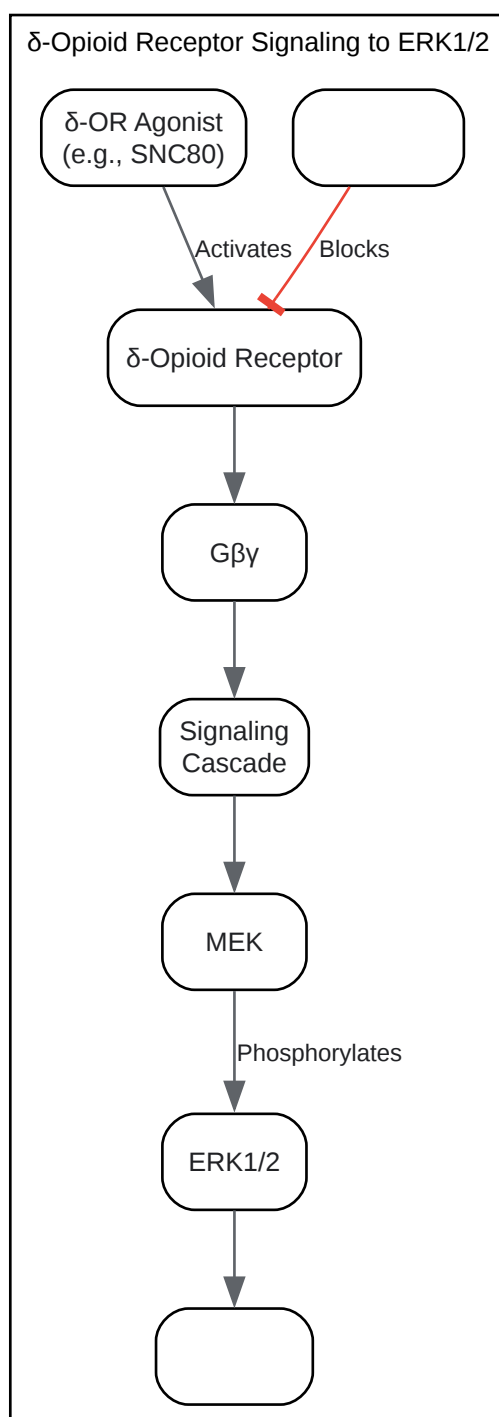 δ-Opioid Receptor Signaling to ERK1/2
δ-OR Agonist
(e.g., SNC80)
Activates
Blocks
δ-Opioid Receptor
Gβγ
Signaling
Cascade
MEK
Phosphorylates
ERK1/2